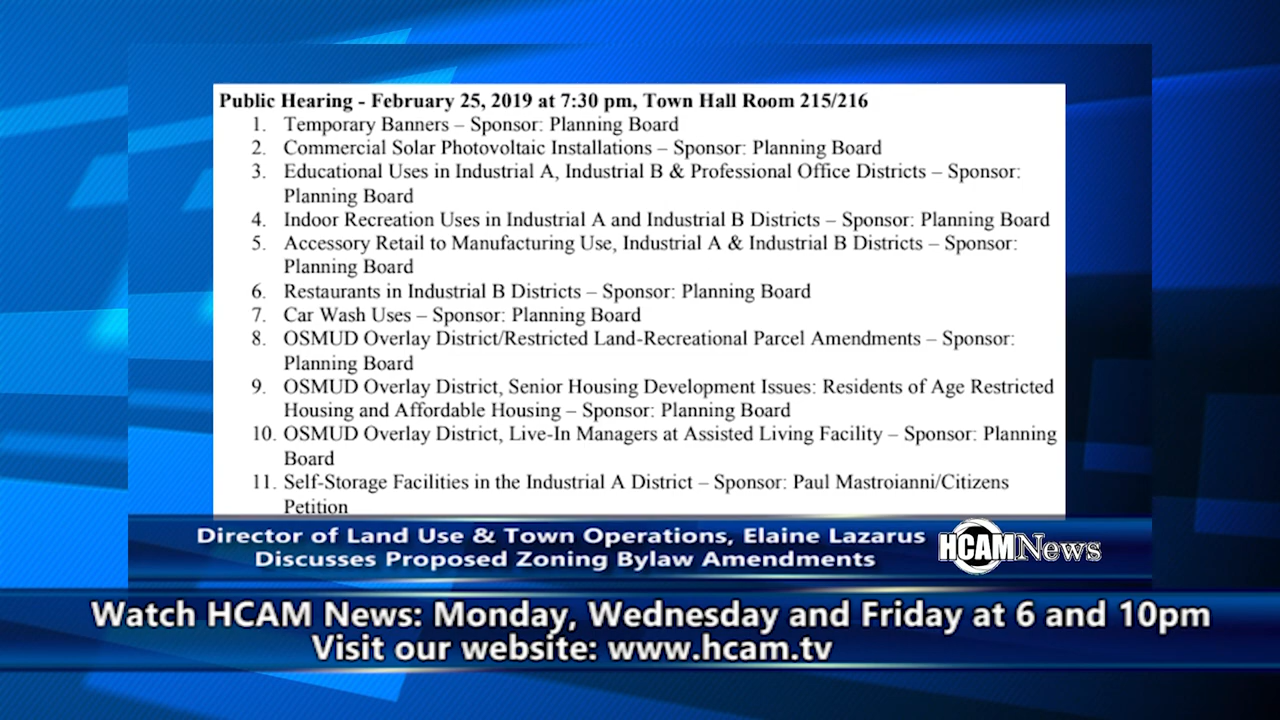 Public Hearing - February 25, 2019 at 7:30 pm, Town Hall Room 215/216
1. Temporary Banners – Sponsor: Planning Board
2. Commercial Solar Photovoltaic Installations – Sponsor: Planning Board
3. Educational Uses in Industrial A, Industrial B & Professional Office Districts – Sponsor:
Planning Board
4. Indoor Recreation Uses in Industrial A and Industrial B Districts – Sponsor: Planning Board
5. Accessory Retail to Manufacturing Use, Industrial A & Industrial B Districts – Sponsor:
Planning Board
6. Restaurants in Industrial B Districts – Sponsor: Planning Board
7. Car Wash Uses – Sponsor: Planning Board
8. OSMUD Overlay District/Restricted Land-Recreational Parcel Amendments – Sponsor:
Planning Board
9. OSMUD Overlay District, Senior Housing Development Issues: Residents of Age Restricted
Housing and Affordable Housing – Sponsor: Planning Board
10. OSMUD Overlay District, Live-In Managers at Assisted Living Facility – Sponsor: Planning
Board
11. Self-Storage Facilities in the Industrial A District – Sponsor: Paul Mastroianni/Citizens
Petition
Director of Land Use & Town Operations, Elaine Lazarus
Discusses Proposed Zoning Bylaw Amendments
HCAM News
Watch HCAM News: Monday, Wednesday and Friday at 6 and 10pm
Visit our website: www.hcam.tv